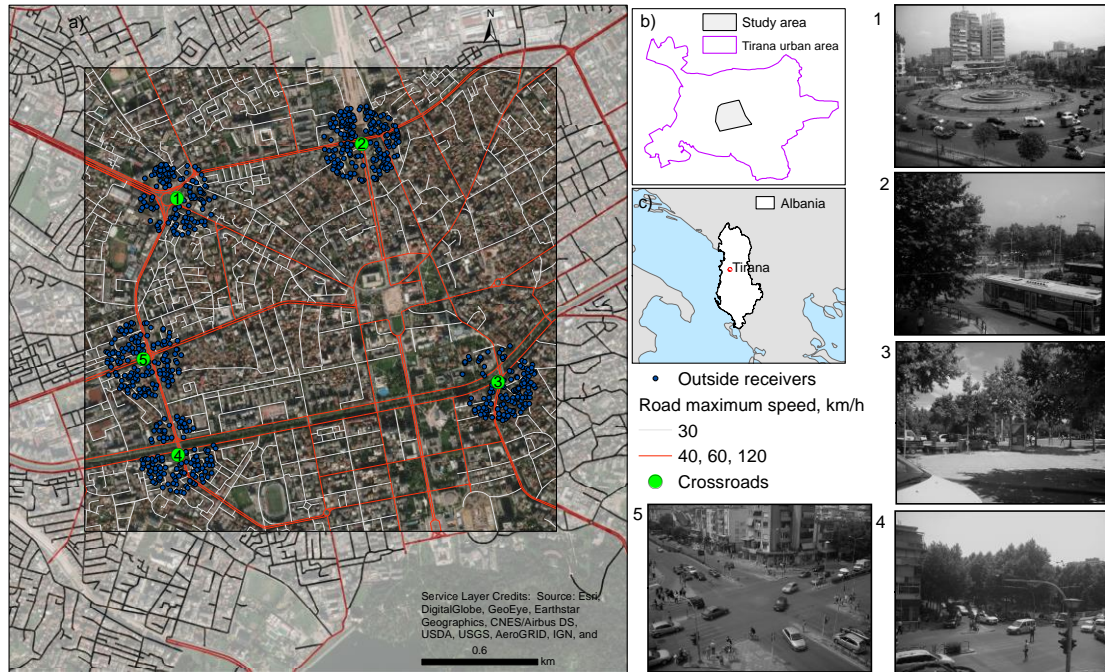 a)
N
1
2
3
4
5
Service Layer Credits: Source: Esri,
DigitalGlobe, GeoEye, Earthstar
Geographics, CNES/Airbus DS,
USDA, USGS, AeroGRID, IGN, and
0.6
km
b)
Study area
Tirana urban area
c)
Albania
Tirana
Outside receivers
Road maximum speed, km/h
30
40, 60, 120
Crossroads
1
2
3
4
5